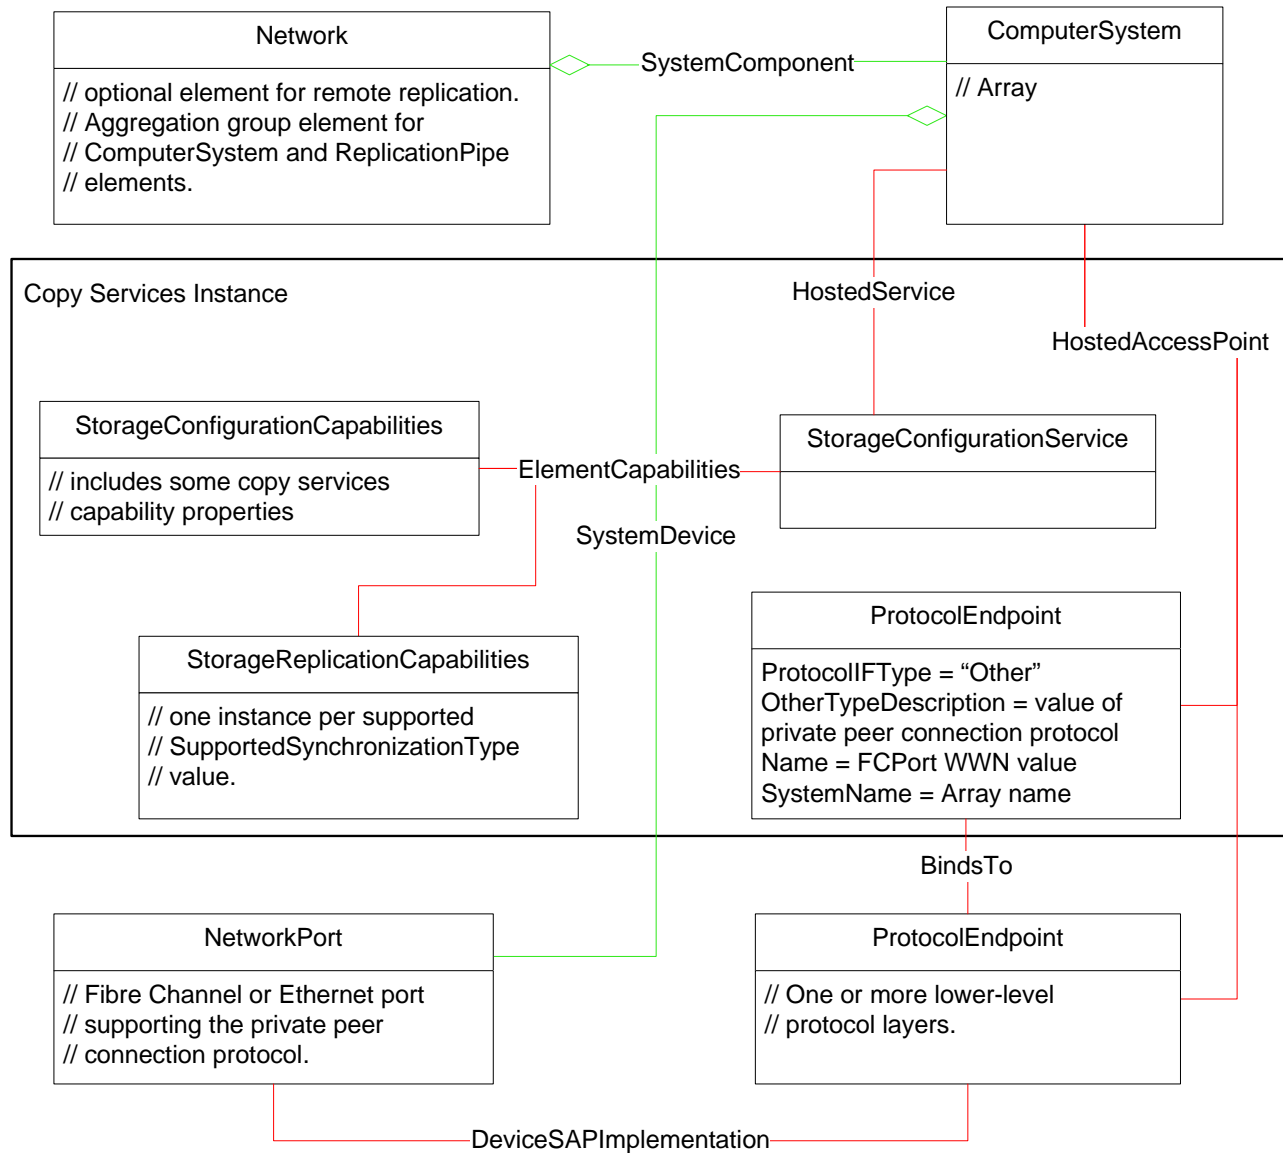 Network
// optional element for remote replication.
// Aggregation group element for
// ComputerSystem and ReplicationPipe
// elements.
SystemComponent
ComputerSystem
// Array
Copy Services Instance
HostedService
HostedAccessPoint
StorageConfigurationCapabilities
// includes some copy services
// capability properties
ElementCapabilities
StorageConfigurationService
SystemDevice
StorageReplicationCapabilities
// one instance per supported
// SupportedSynchronizationType
// value.
ProtocolEndpoint
ProtocolIFType = “Other”
OtherTypeDescription = value of
private peer connection protocol
Name = FCPort WWN value
SystemName = Array name
BindsTo
NetworkPort
// Fibre Channel or Ethernet port
// supporting the private peer
// connection protocol.
ProtocolEndpoint
// One or more lower-level
// protocol layers.
DeviceSAPImplementation